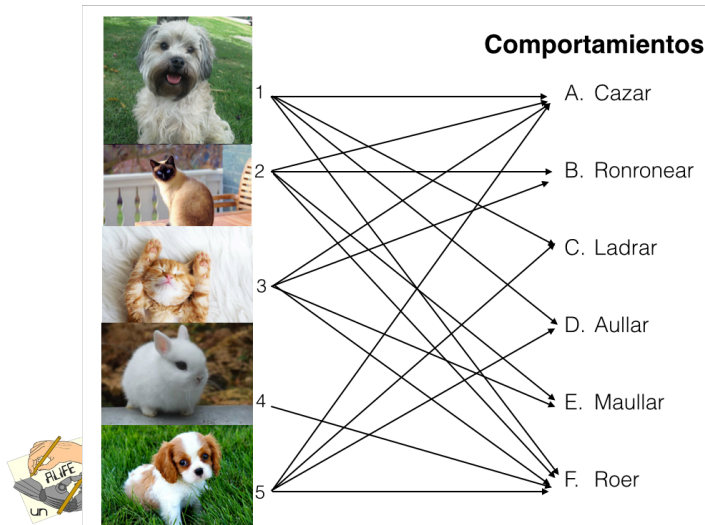 Comportamientos
1
A. Cazar
2
B. Ronronear
C. Ladrar
3
D. Aullar
4
E. Maullar
F. Roer
5
ALIFE
un